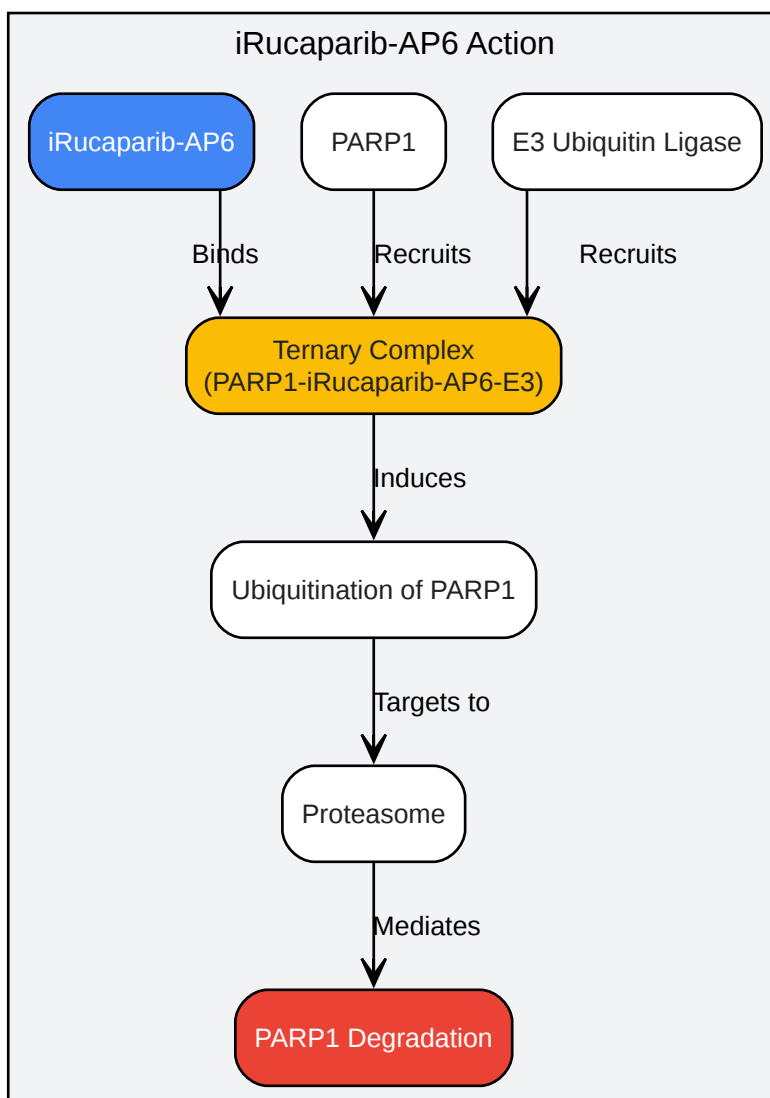 iRucaparib-AP6 Action
iRucaparib-AP6
PARP1
E3 Ubiquitin Ligase
Binds
Recruits
Recruits
Ternary Complex
(PARP1-iRucaparib-AP6-E3)
Induces
Ubiquitination of PARP1
Targets to
Proteasome
Mediates
PARP1 Degradation